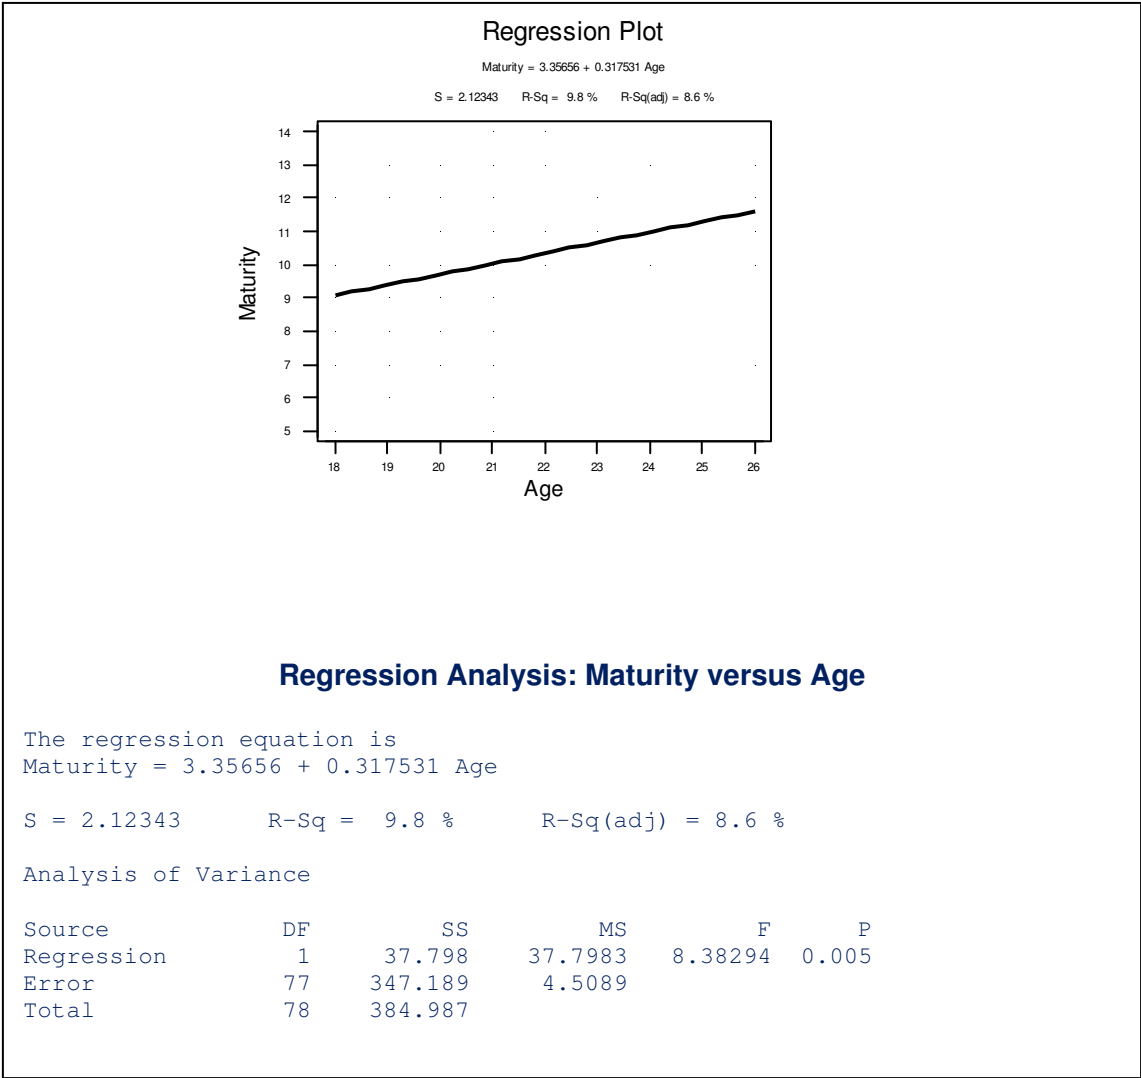 Regression Plot
Maturity = 3.35656 + 0.317531 Age
S = 2.12343 R-Sq = 9.8 % R-Sq(adj) = 8.6 %
14
13
12
11
10
9
8
7
6
5
Maturity
18 19 20 21 22 23 24 25 26
Age
Regression Analysis: Maturity versus Age
The regression equation is
Maturity = 3.35656 + 0.317531 Age
S = 2.12343 R-Sq = 9.8 % R-Sq(adj) = 8.6 %
Analysis of Variance
Source DF SS MS F P
Regression 1 37.798 37.7983 8.38294 0.005
Error 77 347.189 4.5089
Total 78 384.987